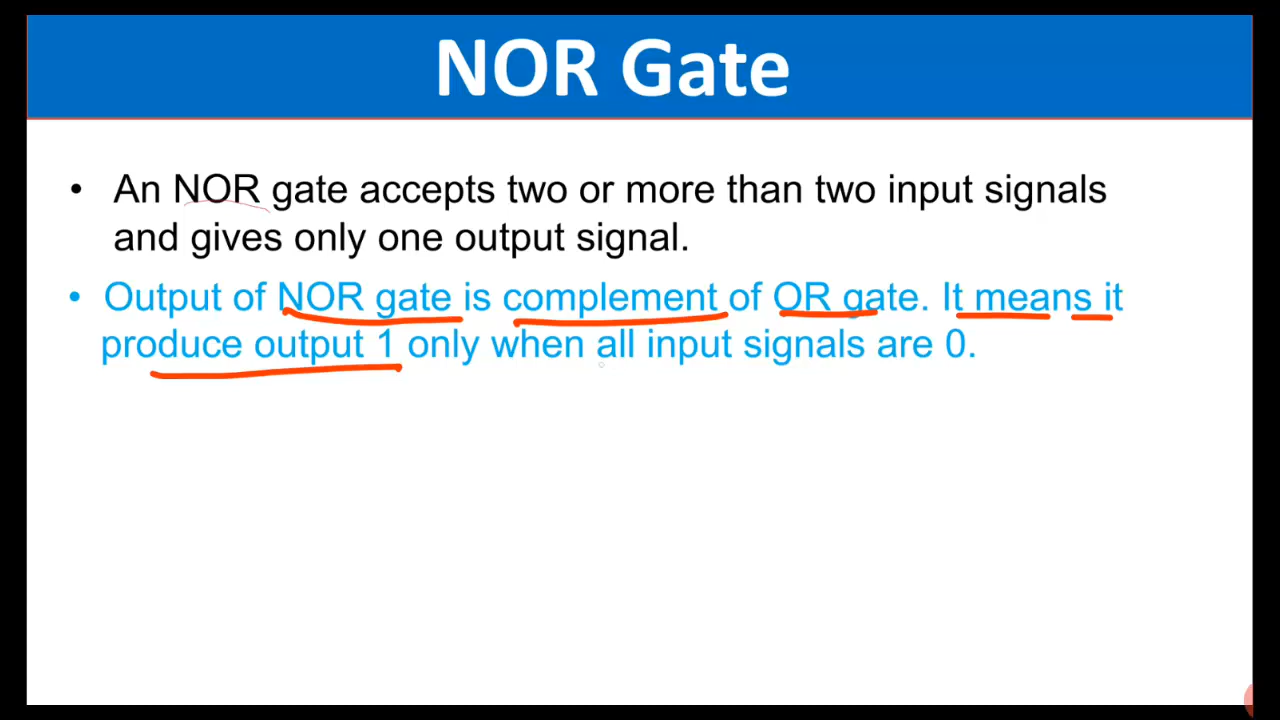 NOR Gate
• An NOR gate accepts two or more than two input signals
and gives only one output signal.
• Output of NOR gate is complement of OR gate. It means it
produce output 1 only when all input signals are 0.